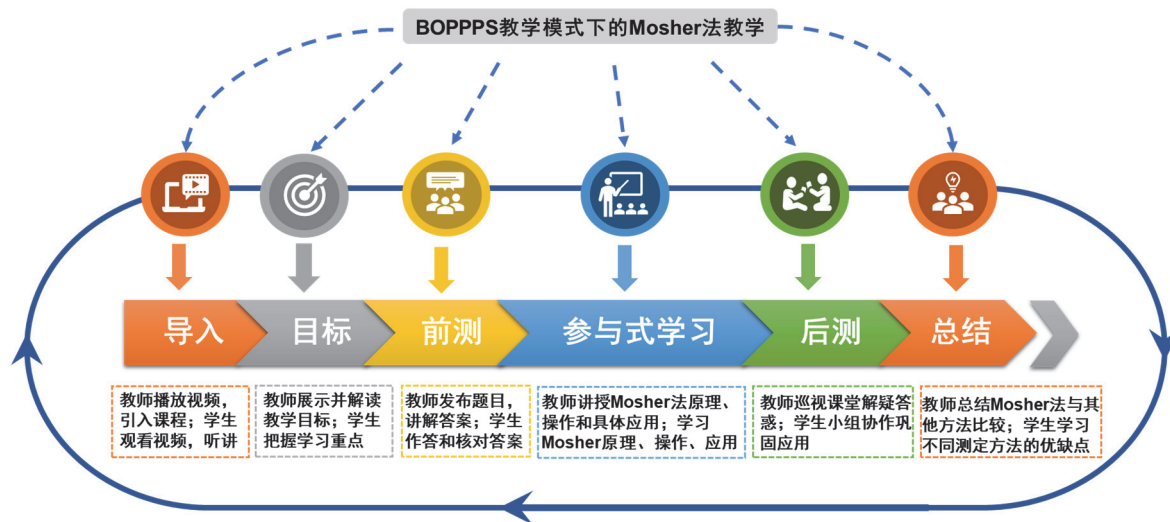 BOPPPS教学模式下的Mosher法教学
导入
目标
前测
参与式学习
后测
总结
教师播放视频，
引入课程；学生
观看视频，听讲
教师展示并解读
教学目标；学生
把握学习重点
教师发布题目，
讲解答案；学生
作答和核对答案
教师讲授Mosher法原理、
操作和具体应用；学习
Mosher原理、操作、应用
教师巡视课堂解疑答
惑；学生小组协作巩
固应用
教师总结Mosher法与其
他方法比较；学生学习
不同测定方法的优缺点